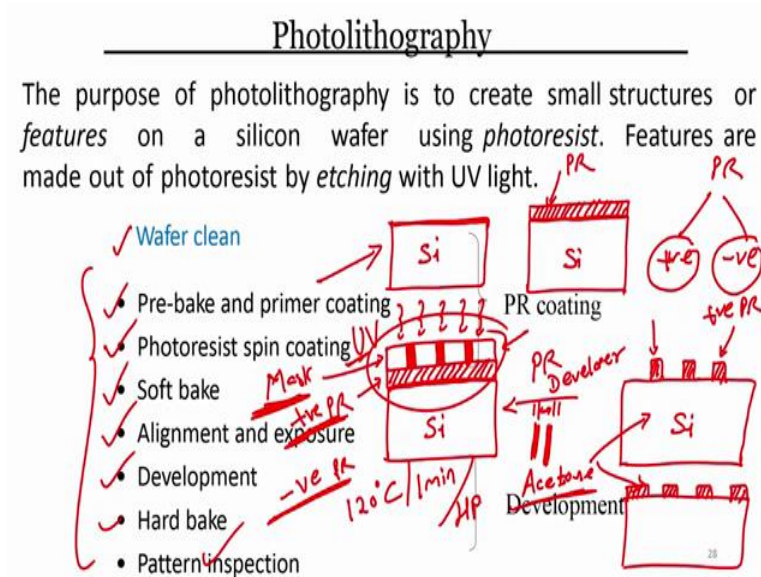 Photolithography
The purpose of photolithography is to create small structures or
features on a silicon wafer using photoresist. Features are
made out of photoresist by etching with UV light.
PR
PR
✓ Wafer clean
Si
Si
+ve
-ve
• Pre-bake and primer coating
PR coating
+ve PR
• Photoresist spin coating
UV
• Soft bake
Mask
PR
Developer
+ve PR
• Alignment and exposure
Si
Si
• Development
-ve PR
120°C/1min
HP
Acetone
• Hard bake
Development
• Pattern inspection
28